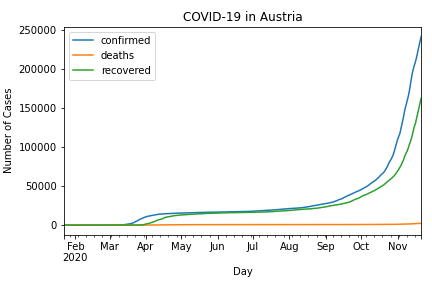 COVID-19 in Austria
250000
200000
150000
100000
50000
0
Number of Cases
confirmed
deaths
recovered
Feb Mar Apr May Jun Jul Aug Sep Oct Nov
2020
Day